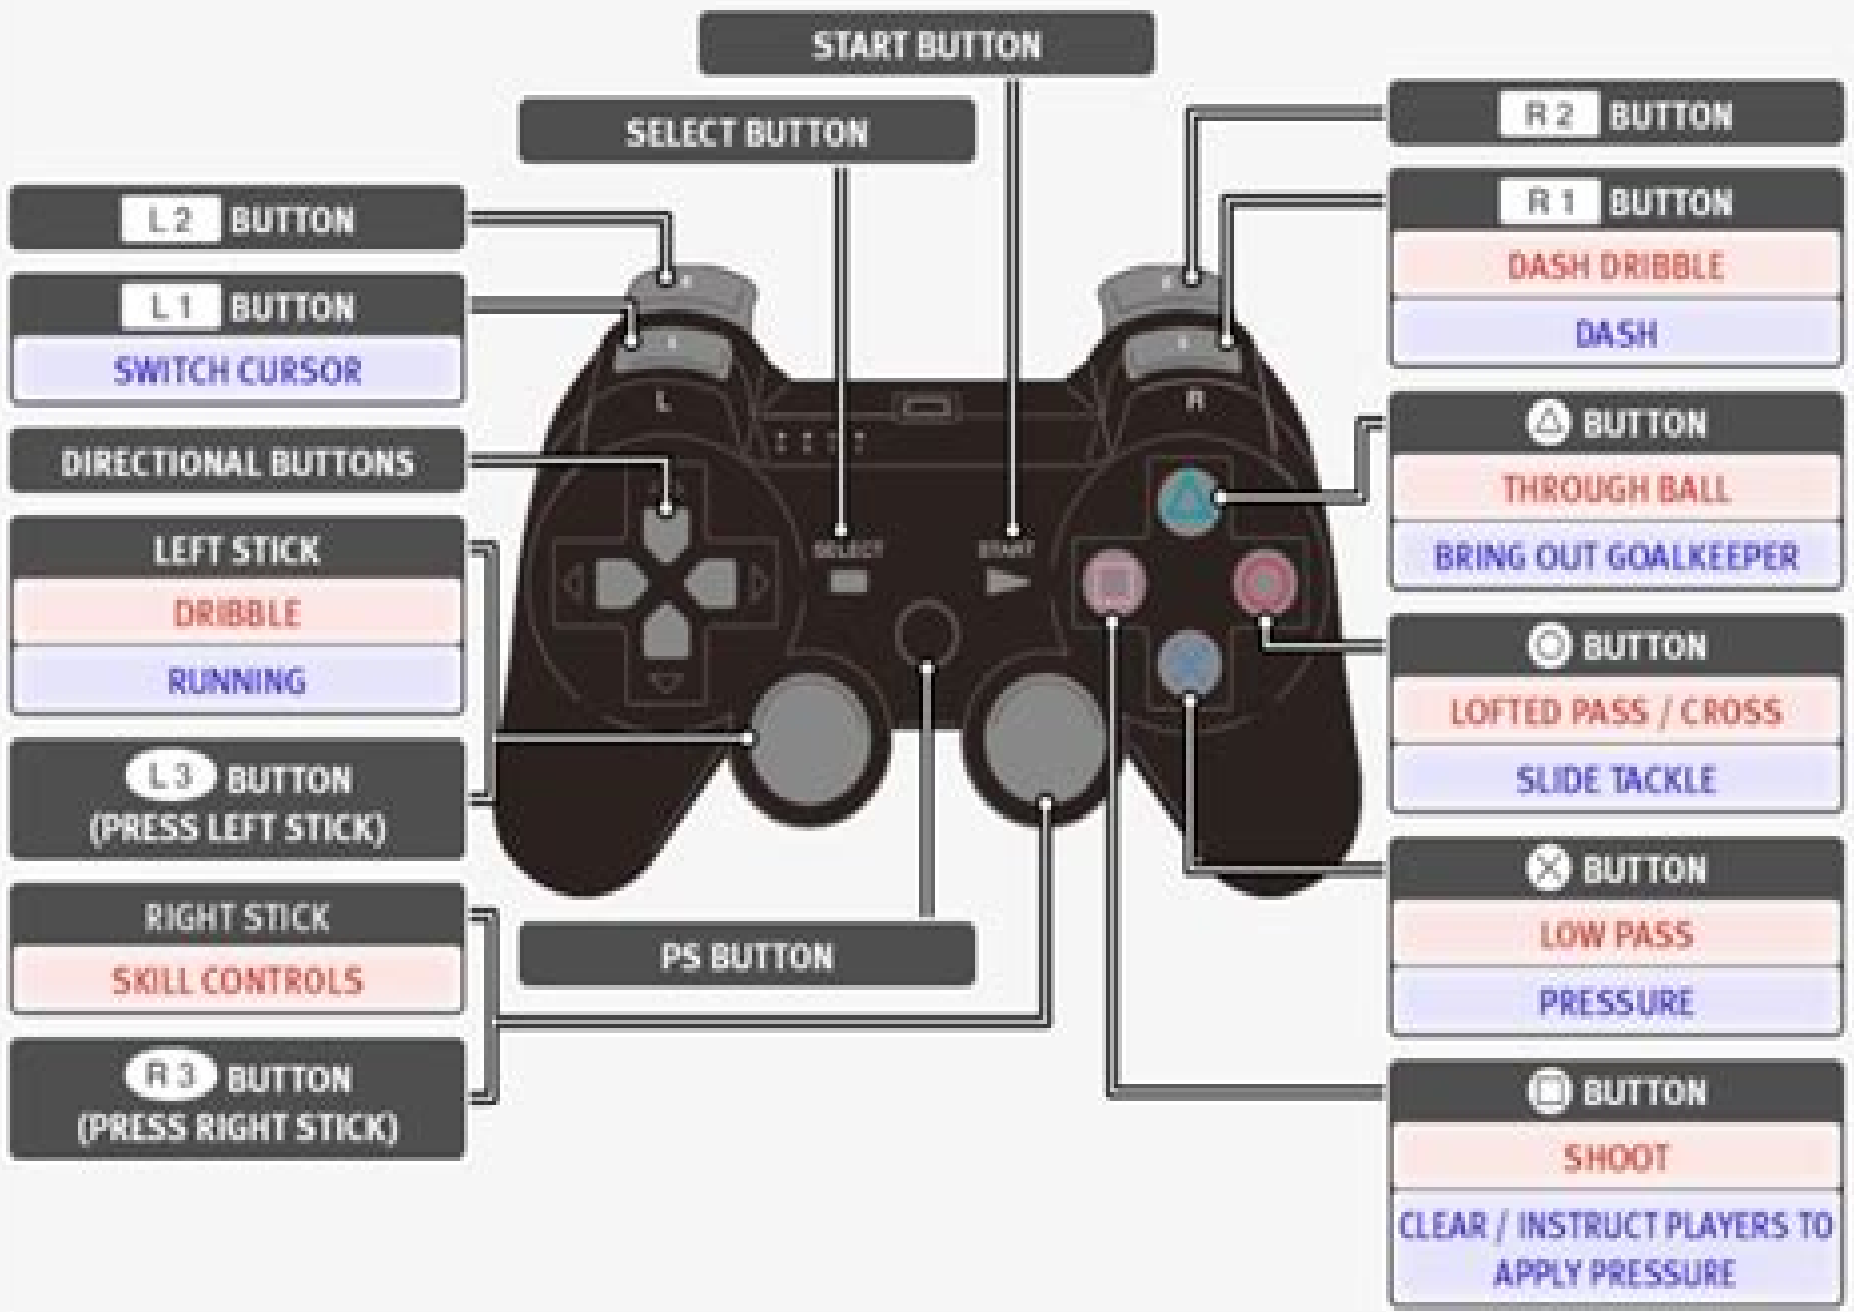 START BUTTON
SELECT BUTTON
L2 BUTTON
L1 BUTTON
SWITCH CURSOR
DIRECTIONAL BUTTONS
LEFT STICK
DRIBBLE
RUNNING
L3 BUTTON
(PRESS LEFT STICK)
RIGHT STICK
SKILL CONTROLS
R3 BUTTON
(PRESS RIGHT STICK)
L
R
SELECT
START
PS BUTTON
R2 BUTTON
R1 BUTTON
DASH DRIBBLE
DASH
△ BUTTON
THROUGH BALL
BRING OUT GOALKEEPER
○ BUTTON
LOFTED PASS / CROSS
SLIDE TACKLE
✕ BUTTON
LOW PASS
PRESSURE
□ BUTTON
SHOOT
CLEAR / INSTRUCT PLAYERS TO
APPLY PRESSURE